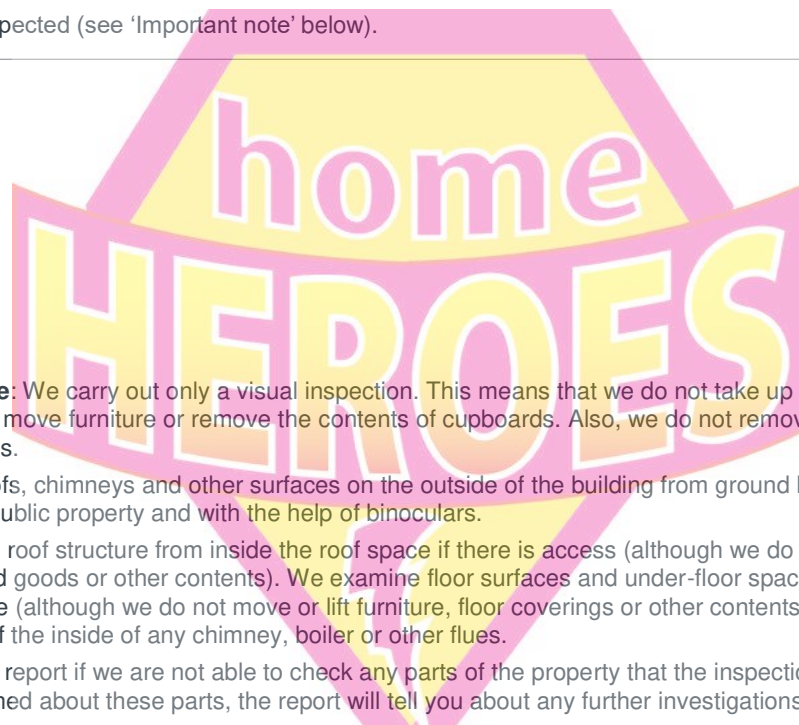 pected (see ‘Important note’ below).
home
HEROES
e: We carry out only a visual inspection. This means that we do not take up
move furniture or remove the contents of cupboards. Also, we do not remov
s.
fs, chimneys and other surfaces on the outside of the building from ground
ublic property and with the help of binoculars.
roof structure from inside the roof space if there is access (although we do
d goods or other contents). We examine floor surfaces and under-floor spac
e (although we do not move or lift furniture, floor coverings or other contents
f the inside of any chimney, boiler or other flues.
report if we are not able to check any parts of the property that the inspectio
ned about these parts, the report will tell you about any further investigations